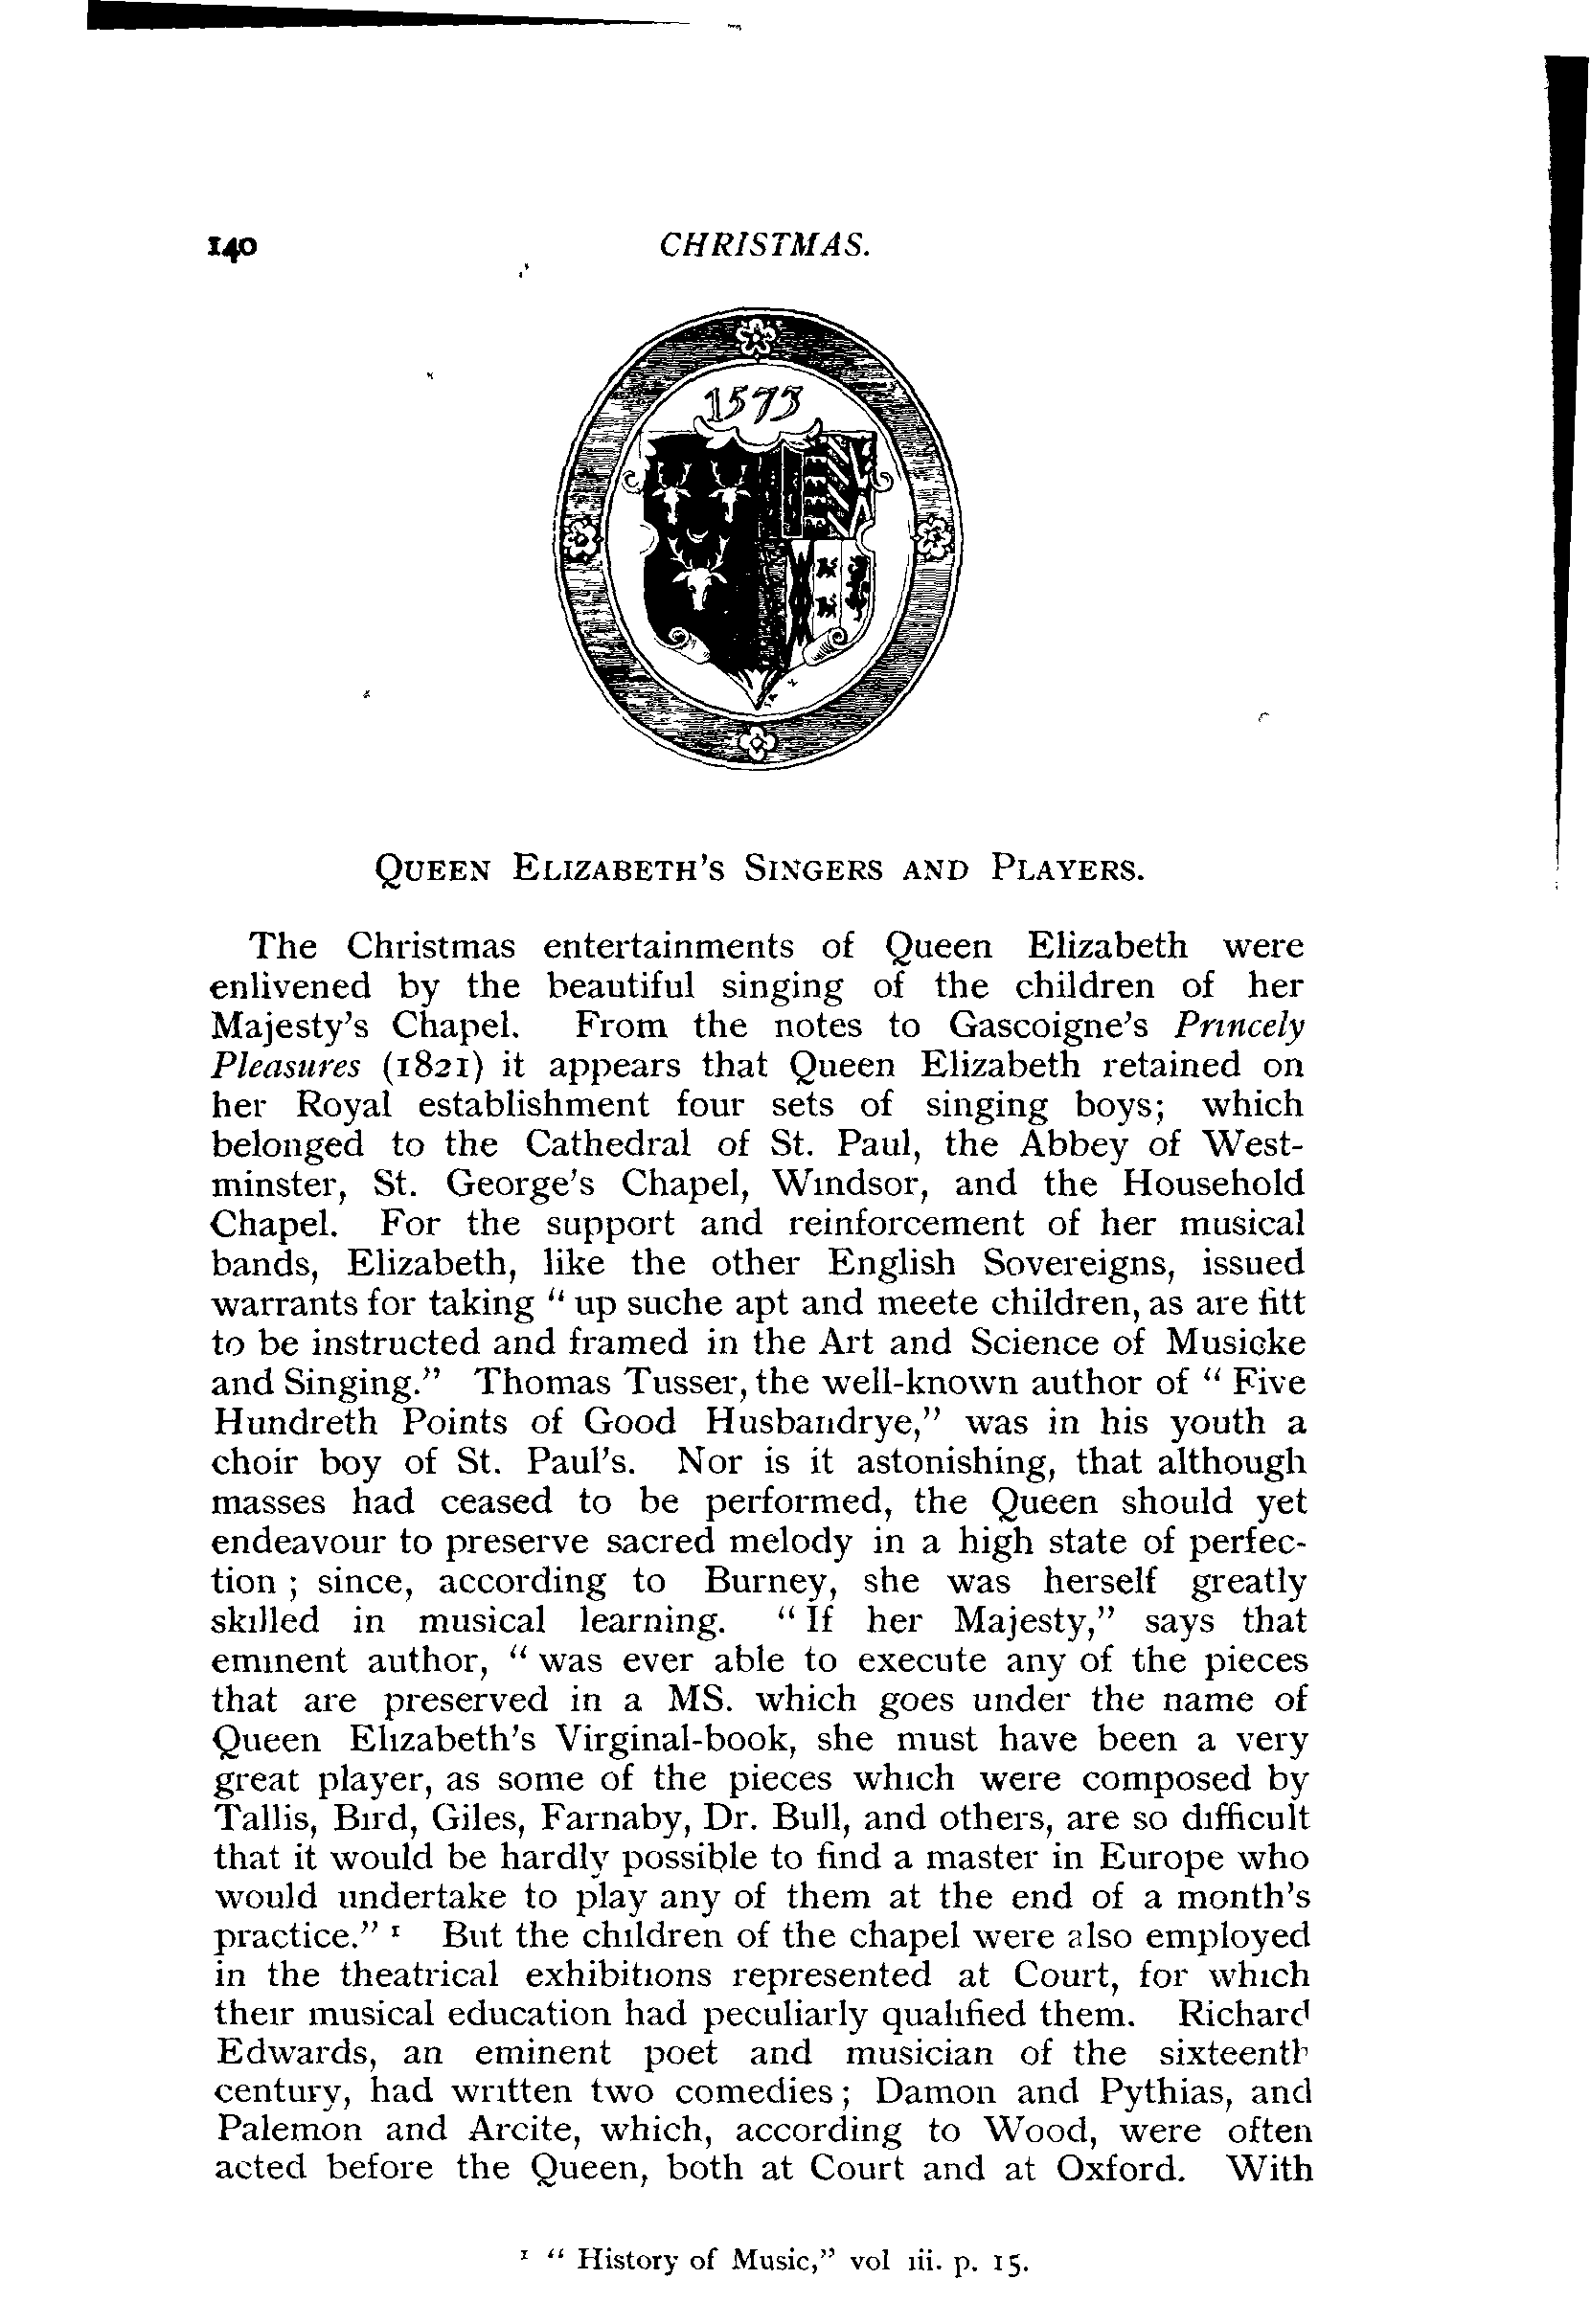 140
CHRISTMAS.
1573
QUEEN ELIZABETH'S SINGERS AND PLAYERS.
The Christmas entertainments of Queen Elizabeth were
enlivened by the beautiful singing of the children of her
Majesty's Chapel. From the notes to Gascoigne's Princely
Pleasures (1821) it appears that Queen Elizabeth retained on
her Royal establishment four sets of singing boys; which
belonged to the Cathedral of St. Paul, the Abbey of West-
minster, St. George's Chapel, Windsor, and the Household
Chapel. For the support and reinforcement of her musical
bands, Elizabeth, like the other English Sovereigns, issued
warrants for taking “ up suche apt and meete children, as are fitt
to be instructed and framed in the Art and Science of Musicke
and Singing.” Thomas Tusser, the well-known author of “ Five
Hundreth Points of Good Husbandrye,” was in his youth a
choir boy of St. Paul's. Nor is it astonishing, that although
masses had ceased to be performed, the Queen should yet
endeavour to preserve sacred melody in a high state of perfec-
tion ; since, according to Burney, she was herself greatly
skilled in musical learning. “ If her Majesty,” says that
eminent author, “ was ever able to execute any of the pieces
that are preserved in a MS. which goes under the name of
Queen Elizabeth's Virginal-book, she must have been a very
great player, as some of the pieces which were composed by
Tallis, Bird, Giles, Farnaby, Dr. Bull, and others, are so difficult
that it would be hardly possible to find a master in Europe who
would undertake to play any of them at the end of a month's
practice.” ¹ But the children of the chapel were also employed
in the theatrical exhibitions represented at Court, for which
their musical education had peculiarly qualified them. Richard
Edwards, an eminent poet and musician of the sixteenth
century, had written two comedies ; Damon and Pythias, and
Palemon and Arcite, which, according to Wood, were often
acted before the Queen, both at Court and at Oxford. With
¹ “ History of Music,” vol iii. p. 15.